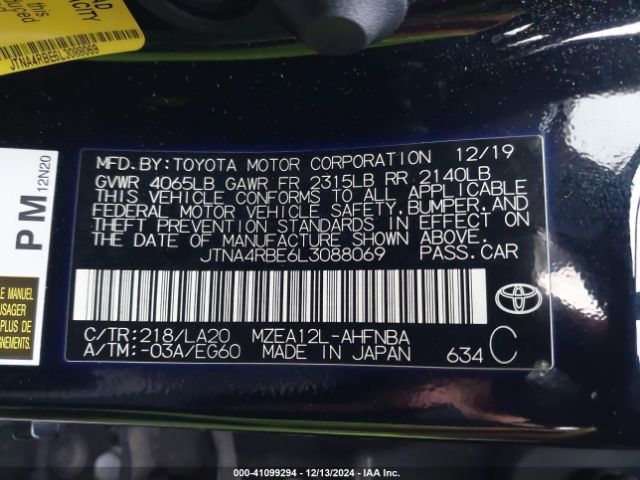 this
JTNA4RBE6L3088069
MFD.BY:TOYOTA MOTOR CORPORATION 12/19
GVWR 4065LB GAWR FR 2315LB RR 2140LB
THIS VEHICLE CONFORMS TO ALL APPLICABLE
FEDERAL MOTOR VEHICLE SAFETY,BUMPER,AND
THEFT PREVENTION STANDARDS IN EFFECT ON
THE DATE OF MANUFACTURE SHOWN ABOVE.
JTNA4RBE6L3088069 PASS.CAR
PM 12N20
C/TR:218/LA20 MZEA12L-AHFNBA
A/TM:-03A/EG60 MADE IN JAPAN 634 C
LE MANUEL
USAGER
PLUS DE
000-41099294 - 12/13/2024 - IAA Inc.